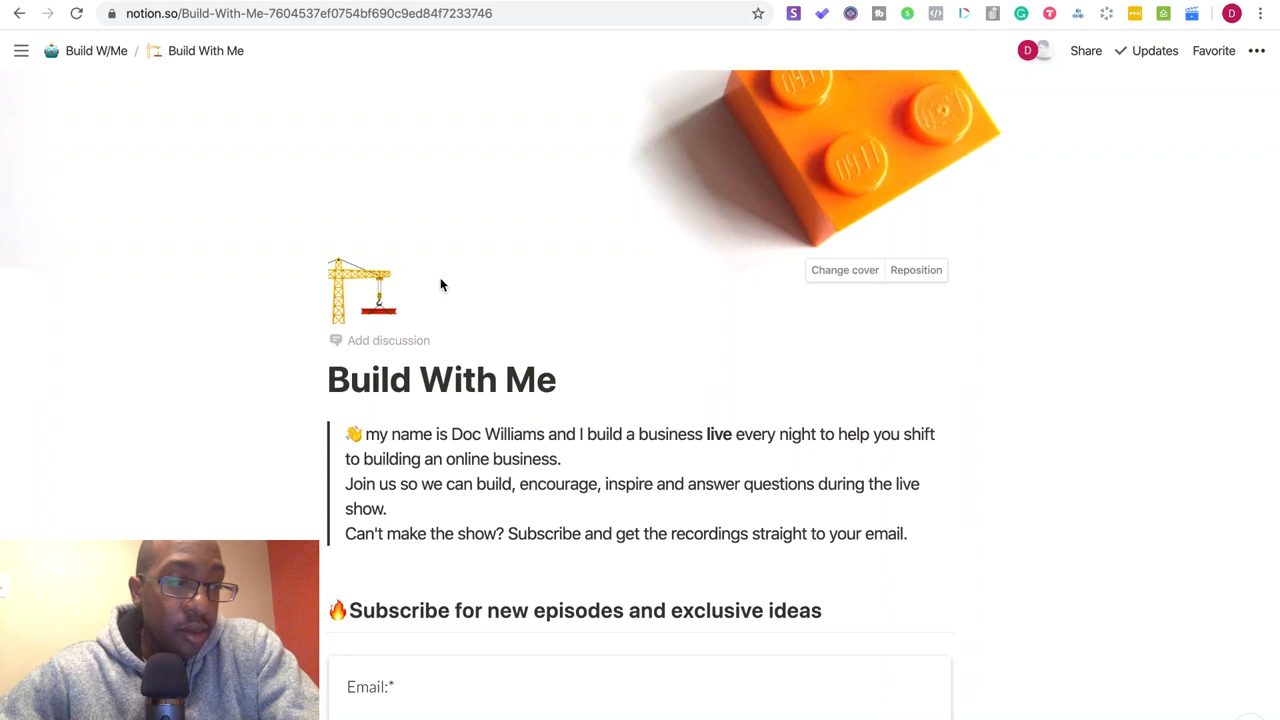 notion.so/Build-With-Me-7604537ef0754bf690c9ed84f7233746
Build W/Me / Build With Me
D Share Updates Favorite
Change cover Reposition
Add discussion
Build With Me
my name is Doc Williams and I build a business live every night to help you shift
to building an online business.
Join us so we can build, encourage, inspire and answer questions during the live
show.
Can't make the show? Subscribe and get the recordings straight to your email.
Subscribe for new episodes and exclusive ideas
Email:*